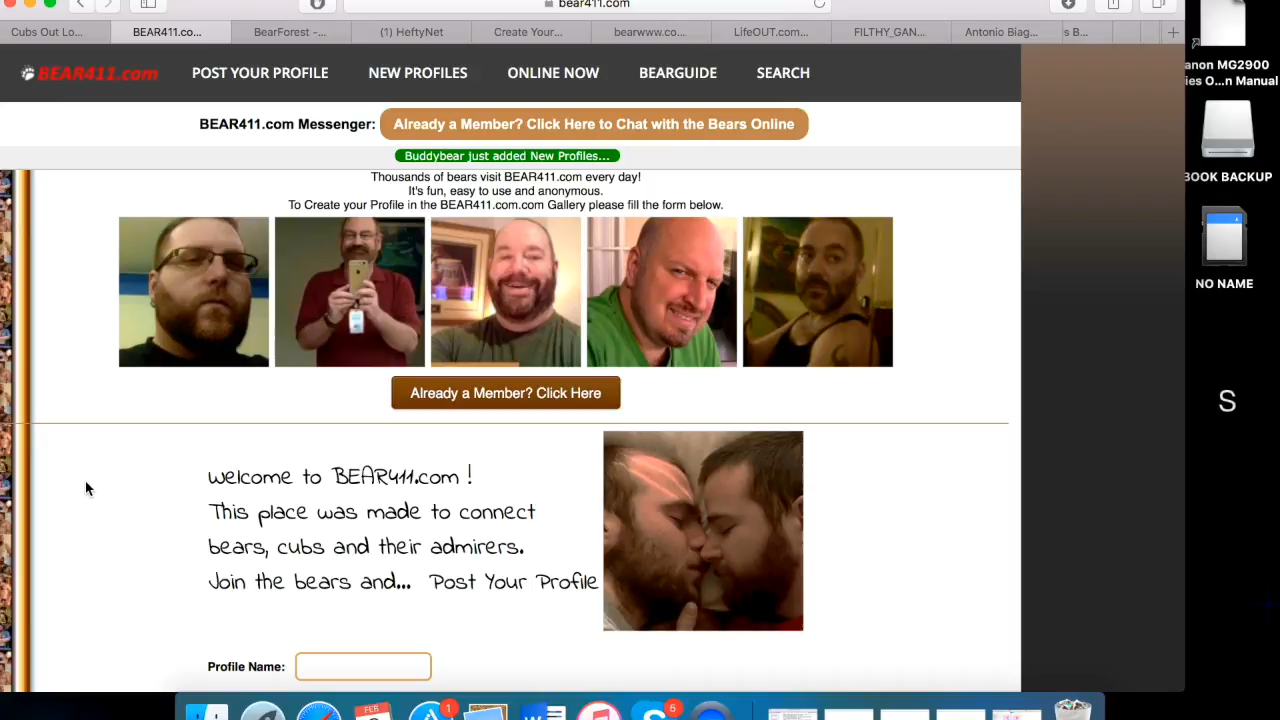 bear411.com
Cubs Out Lo...
BEAR411.co...
BearForest -...
(1) HeftyNet
Create Your...
bearwww.co...
LifeOUT.com...
FILTHY_GAN...
Antonio Biag...
s B...
BEAR411.com
POST YOUR PROFILE
NEW PROFILES
ONLINE NOW
BEARGUIDE
SEARCH
BEAR411.com Messenger:
Already a Member? Click Here to Chat with the Bears Online
Buddybear just added New Profiles...
Thousands of bears visit BEAR411.com every day!
It's fun, easy to use and anonymous.
To Create your Profile in the BEAR411.com.com Gallery please fill the form below.
Already a Member? Click Here
Welcome to BEAR411.com !
This place was made to connect
bears, cubs and their admirers.
Join the bears and... Post Your Profile
Profile Name:
anon MG2900
ies O...n Manual
BOOK BACKUP
NO NAME
S
FEB
1
5